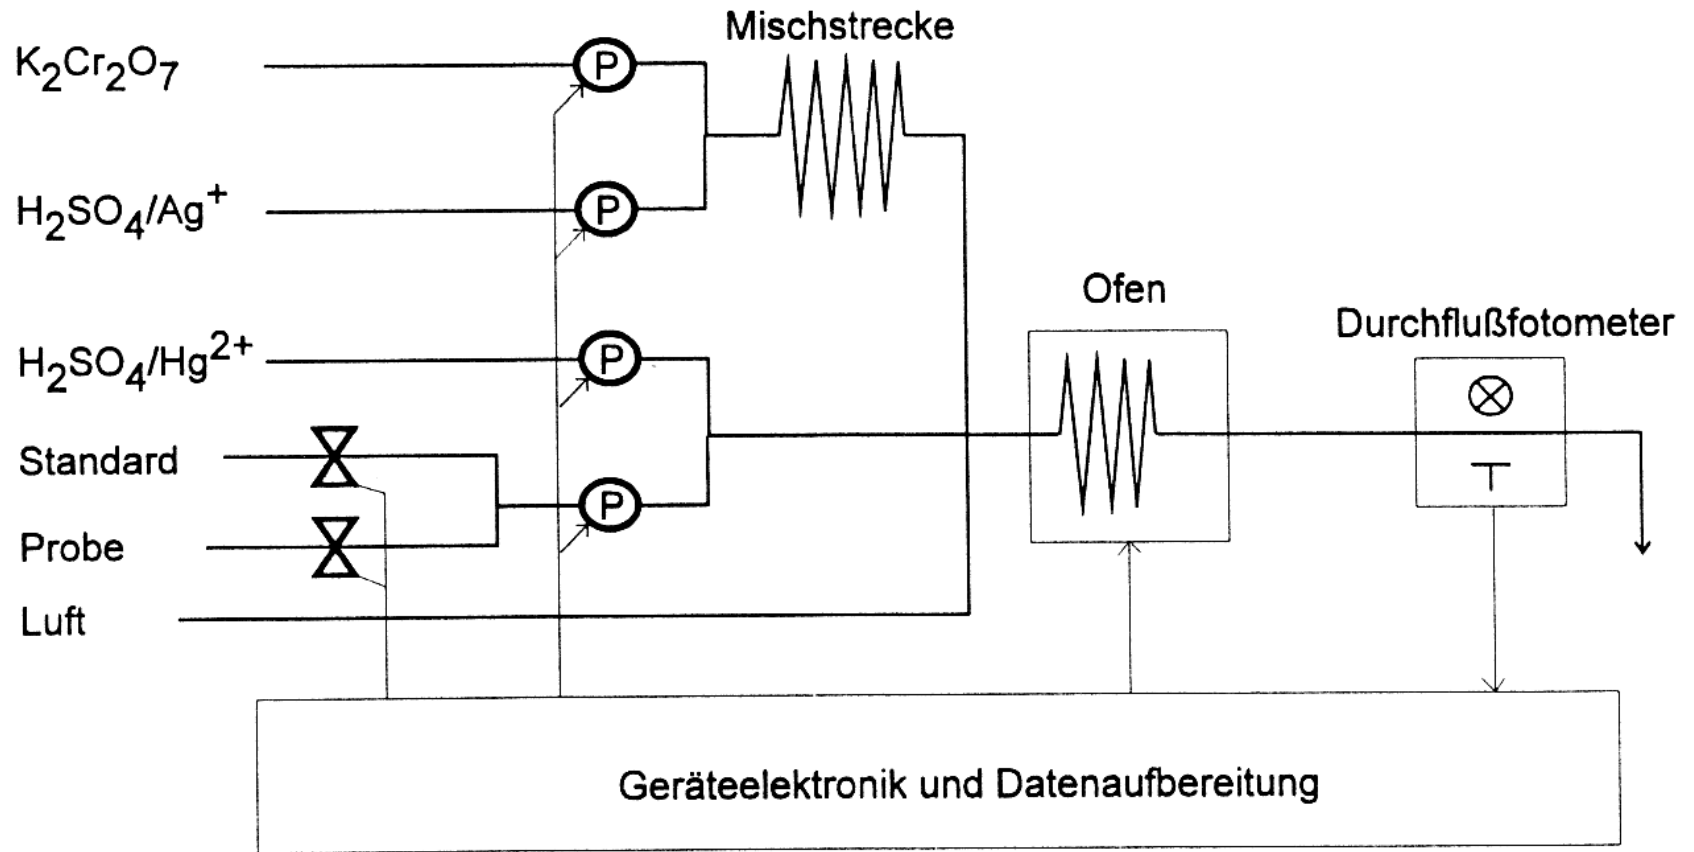 Mischstrecke
K2Cr2O7
P
H2SO4/Ag+
P
Ofen
Durchflußfotometer
H2SO4/Hg2+
P
Standard
P
Probe
Luft
Geräteelektronik und Datenaufbereitung